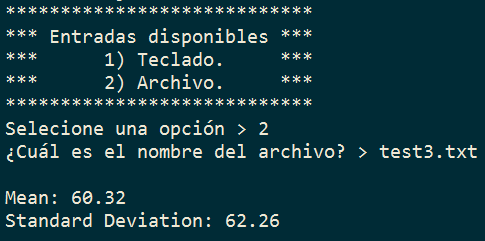 ****************************
*** Entradas disponibles ***
***      1) Teclado.     ***
***      2) Archivo.     ***
****************************
Selecione una opción > 2
¿Cuál es el nombre del archivo? > test3.txt
Mean: 60.32
Standard Deviation: 62.26